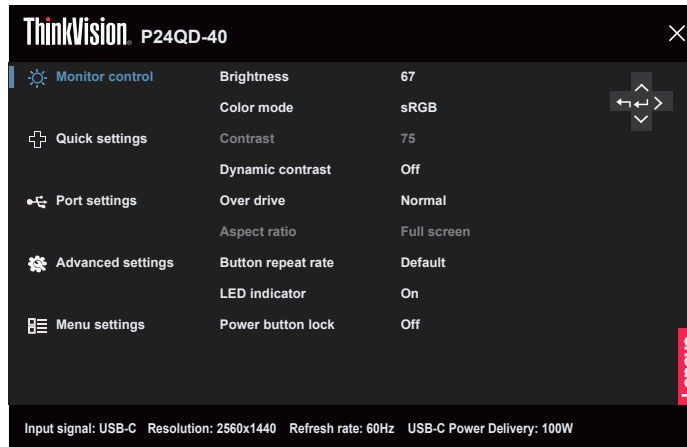 ThinkVision. P24QD-40
Monitor control Brightness 67
Color mode sRGB
Quick settings Contrast 75
Dynamic contrast Off
Port settings Over drive Normal
Aspect ratio Full screen
Advanced settings Button repeat rate Default
LED indicator On
Menu settings Power button lock Off
Lenovo
Input signal: USB-C Resolution: 2560x1440 Refresh rate: 60Hz USB-C Power Delivery: 100W